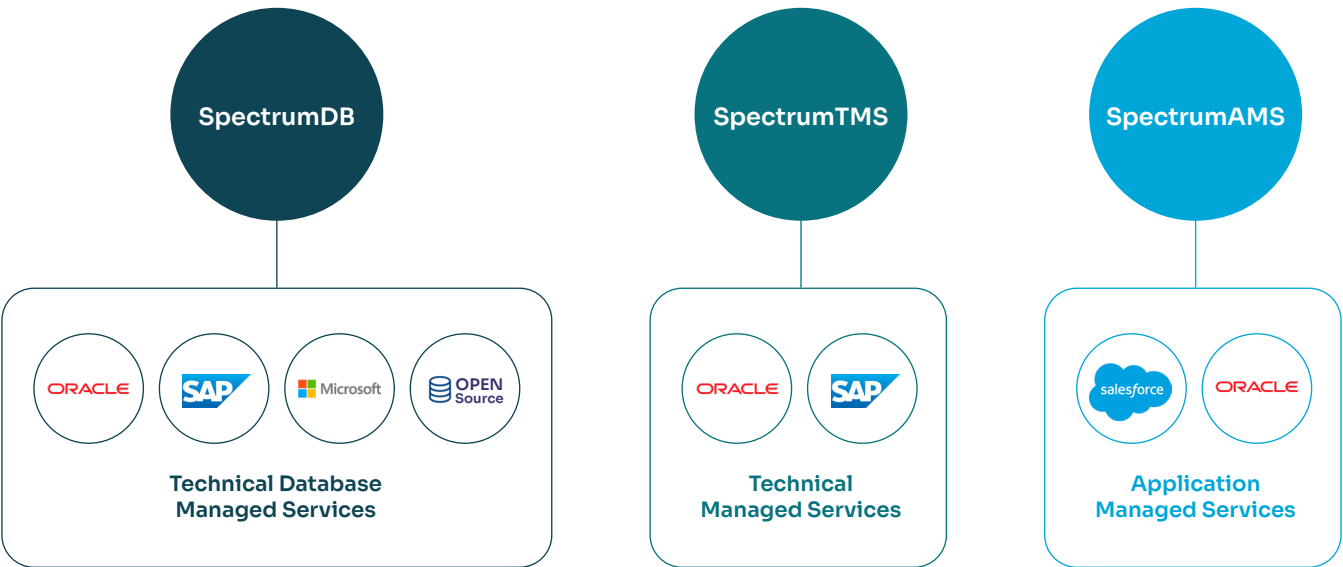 SpectrumDB
SpectrumTMS
SpectrumAMS
ORACLE
SAP
Microsoft
OPEN
Source
ORACLE
SAP
salesforce
ORACLE
Technical Database
Managed Services
Technical
Managed Services
Application
Managed Services